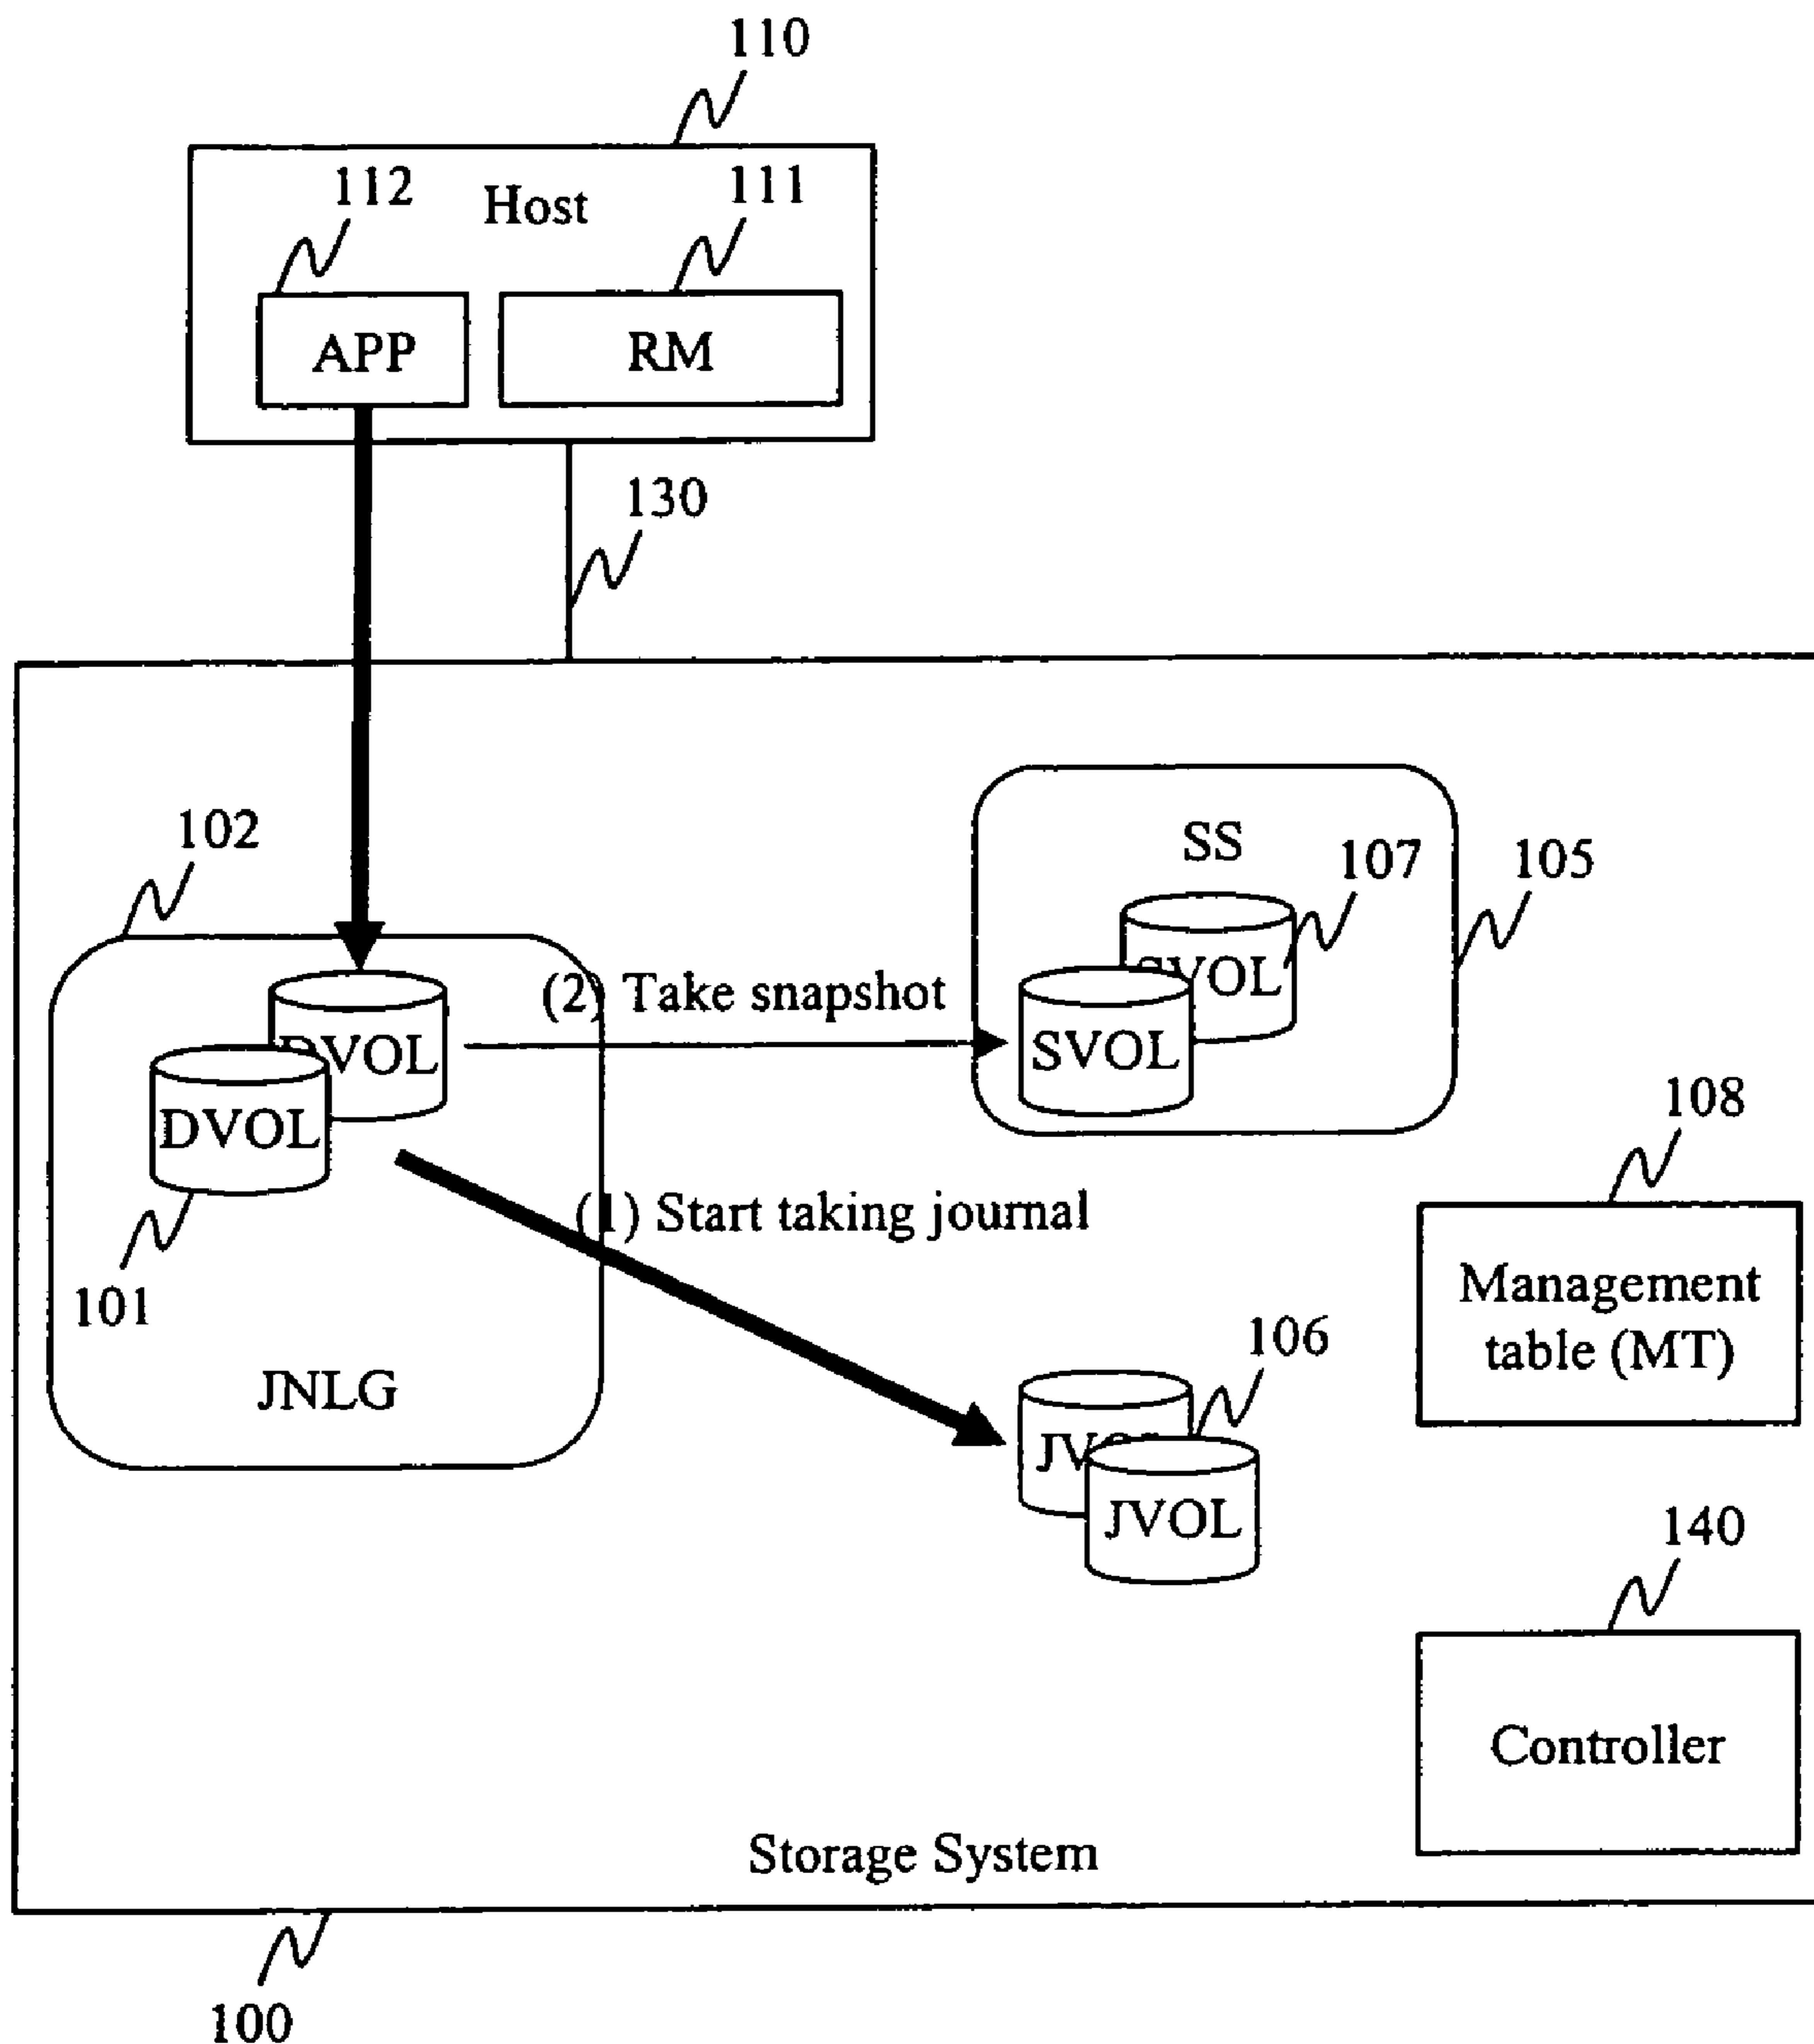 110
112
Host
111
APP
RM
130
102
SS
107
105
(2) Take snapshot
SVOL
DVOL
SVOL
DVOL
108
(1) Start taking journal
101
Management
table (MT)
106
JNLG
JVOL
JVOL
140
Controller
Storage System
100